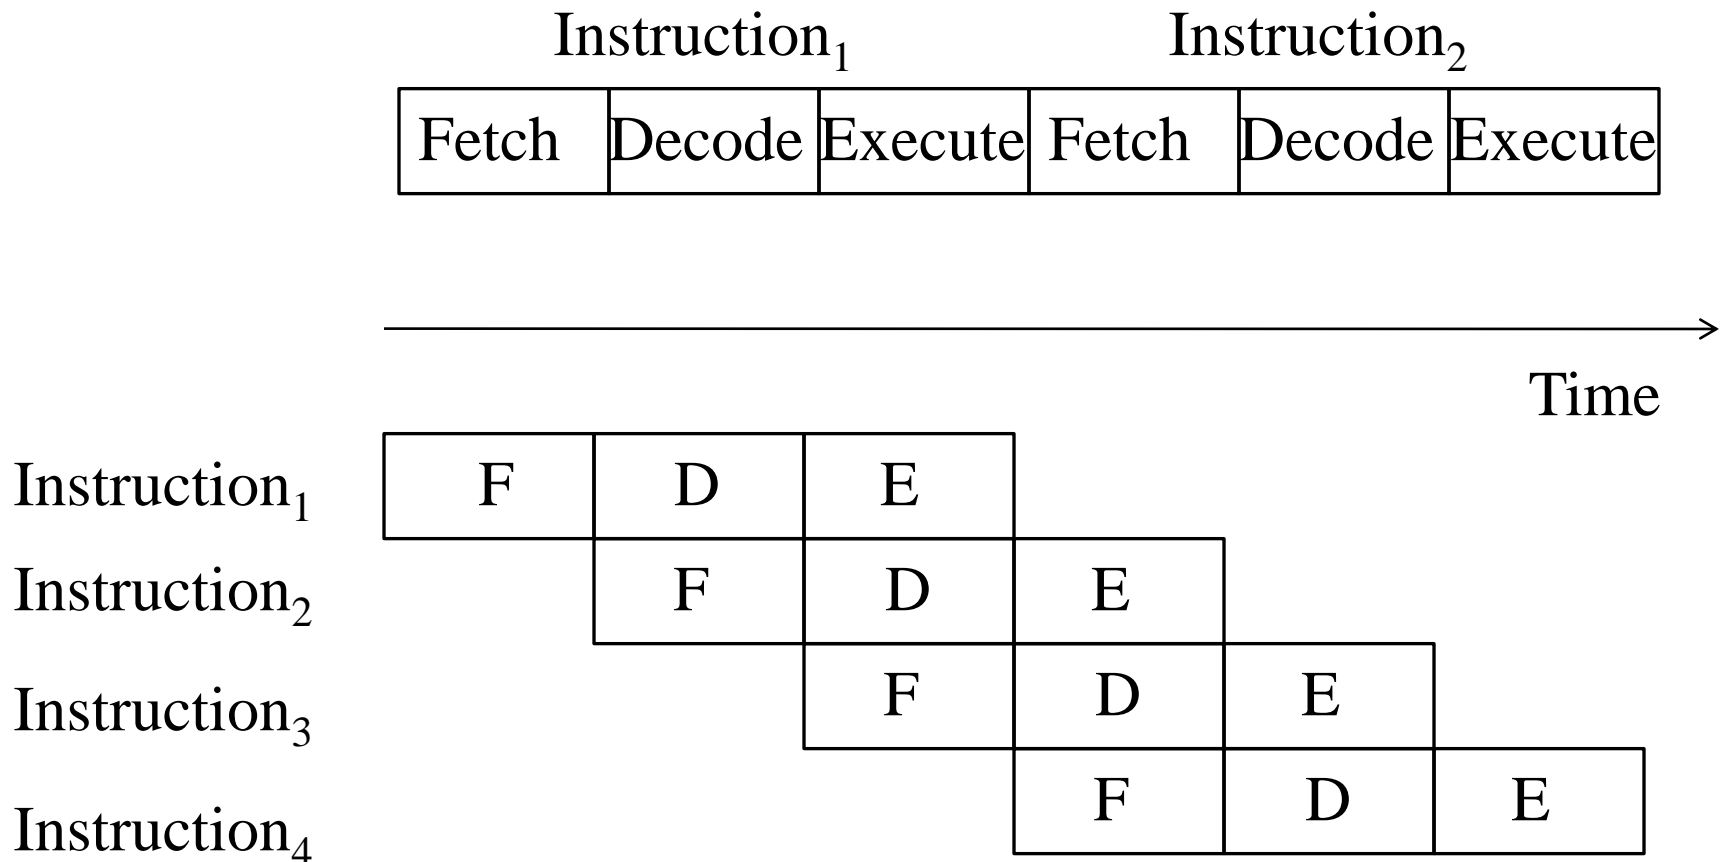 Instruction₁ Instruction₂
Fetch Decode Execute Fetch Decode Execute
Time
Instruction₁ F D E
Instruction₂ F D E
Instruction₃ F D E
Instruction₄ F D E